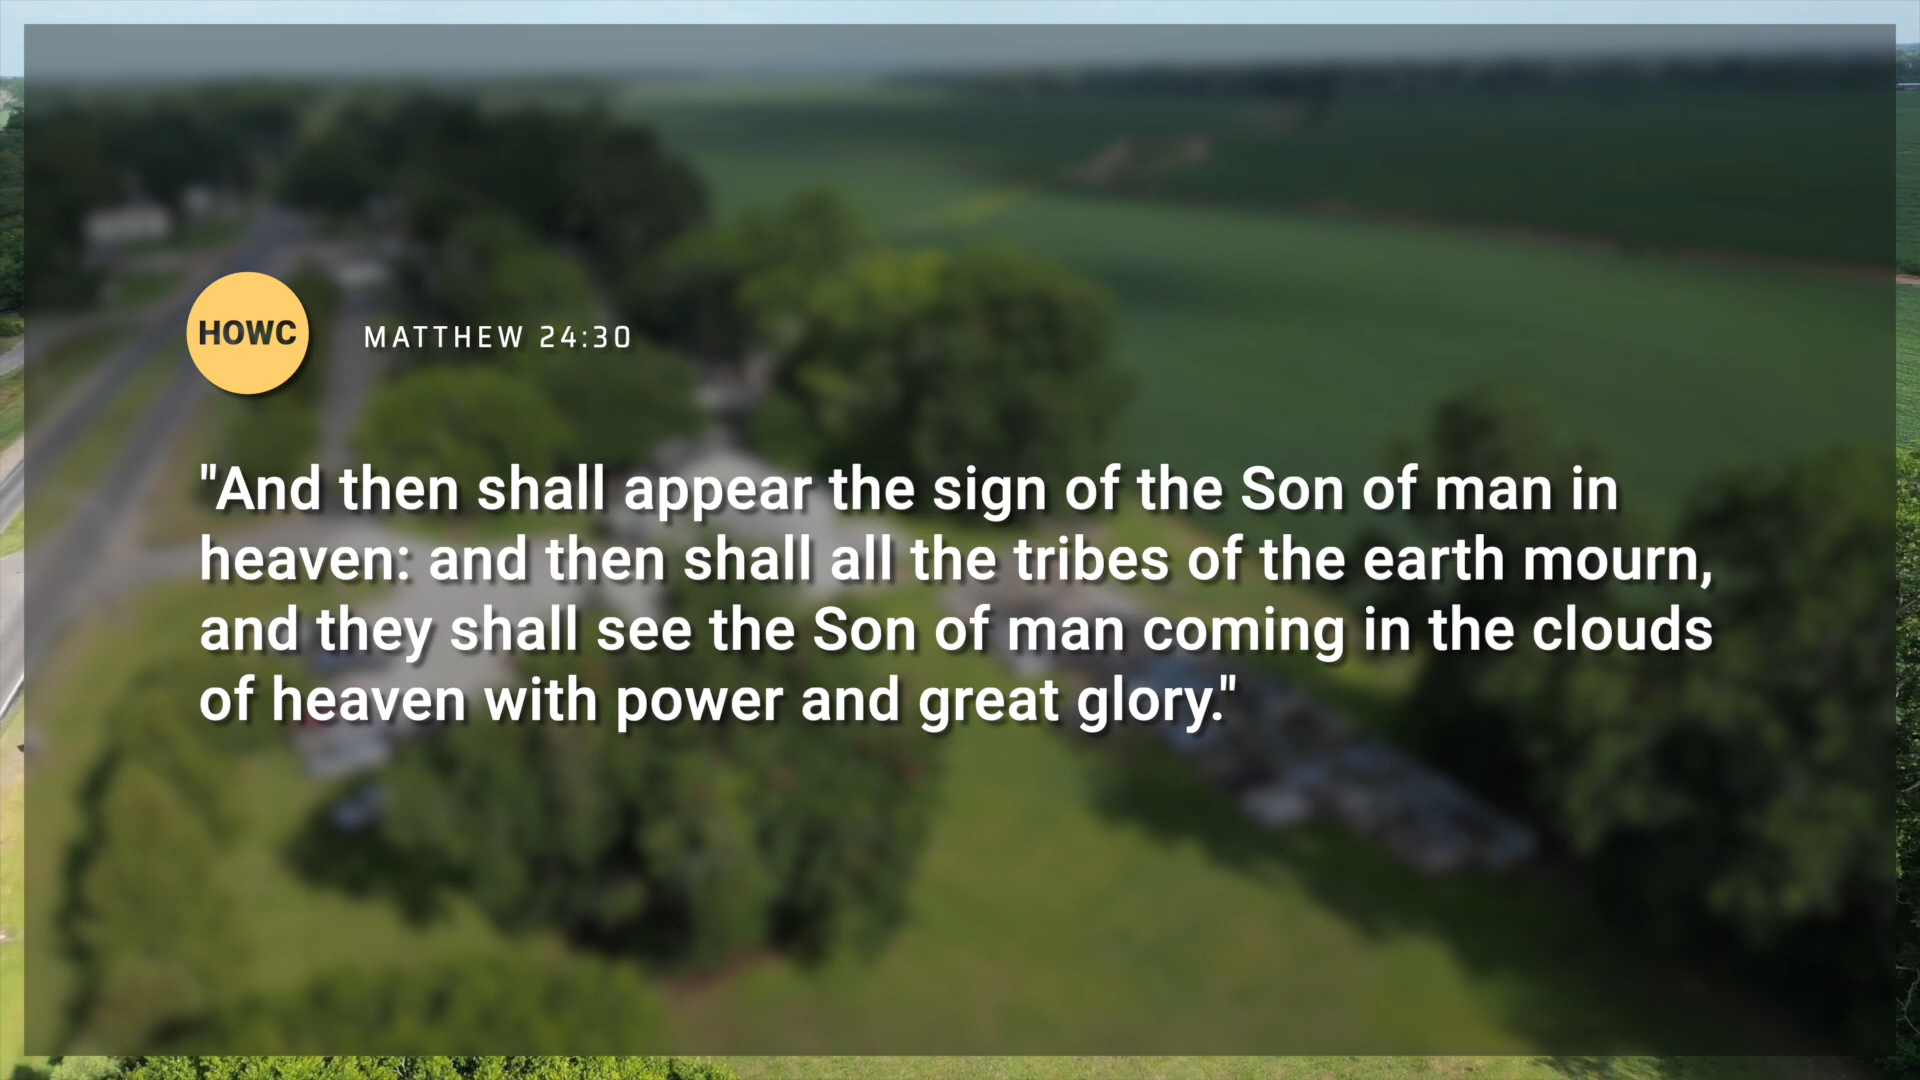 HOWC
MATTHEW 24:30
"And then shall appear the sign of the Son of man in
heaven: and then shall all the tribes of the earth mourn,
and they shall see the Son of man coming in the clouds
of heaven with power and great glory."